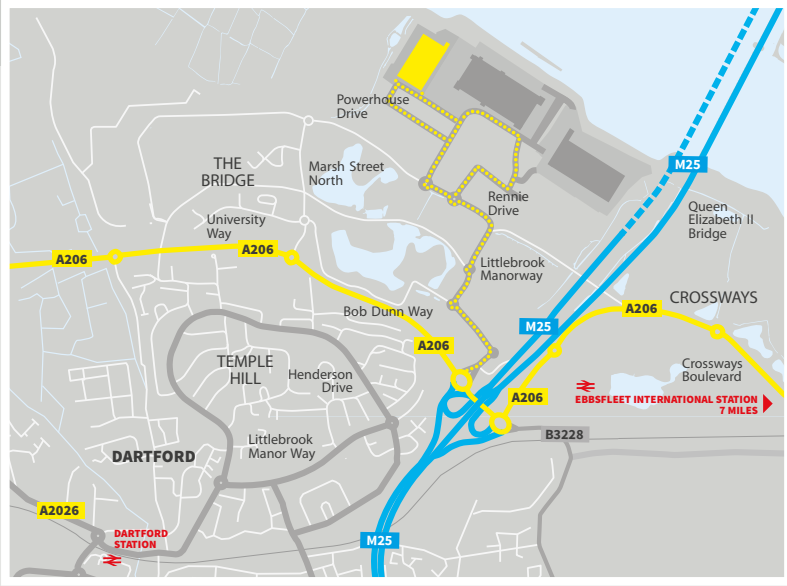 Powerhouse
Drive
THE
BRIDGE
Marsh Street
North
M25
Rennie
Drive
Queen
Elizabeth II
Bridge
University
Way
A206
A206
Littlebrook
Manorway
CROSSWAYS
A206
Bob Dunn Way
M25
A206
TEMPLE
HILL
Henderson
Drive
Crossways
Boulevard
A206
EBBSFLEET INTERNATIONAL STATION
7 MILES
Littlebrook
Manor Way
B3228
DARTFORD
A2026
DARTFORD
STATION
M25